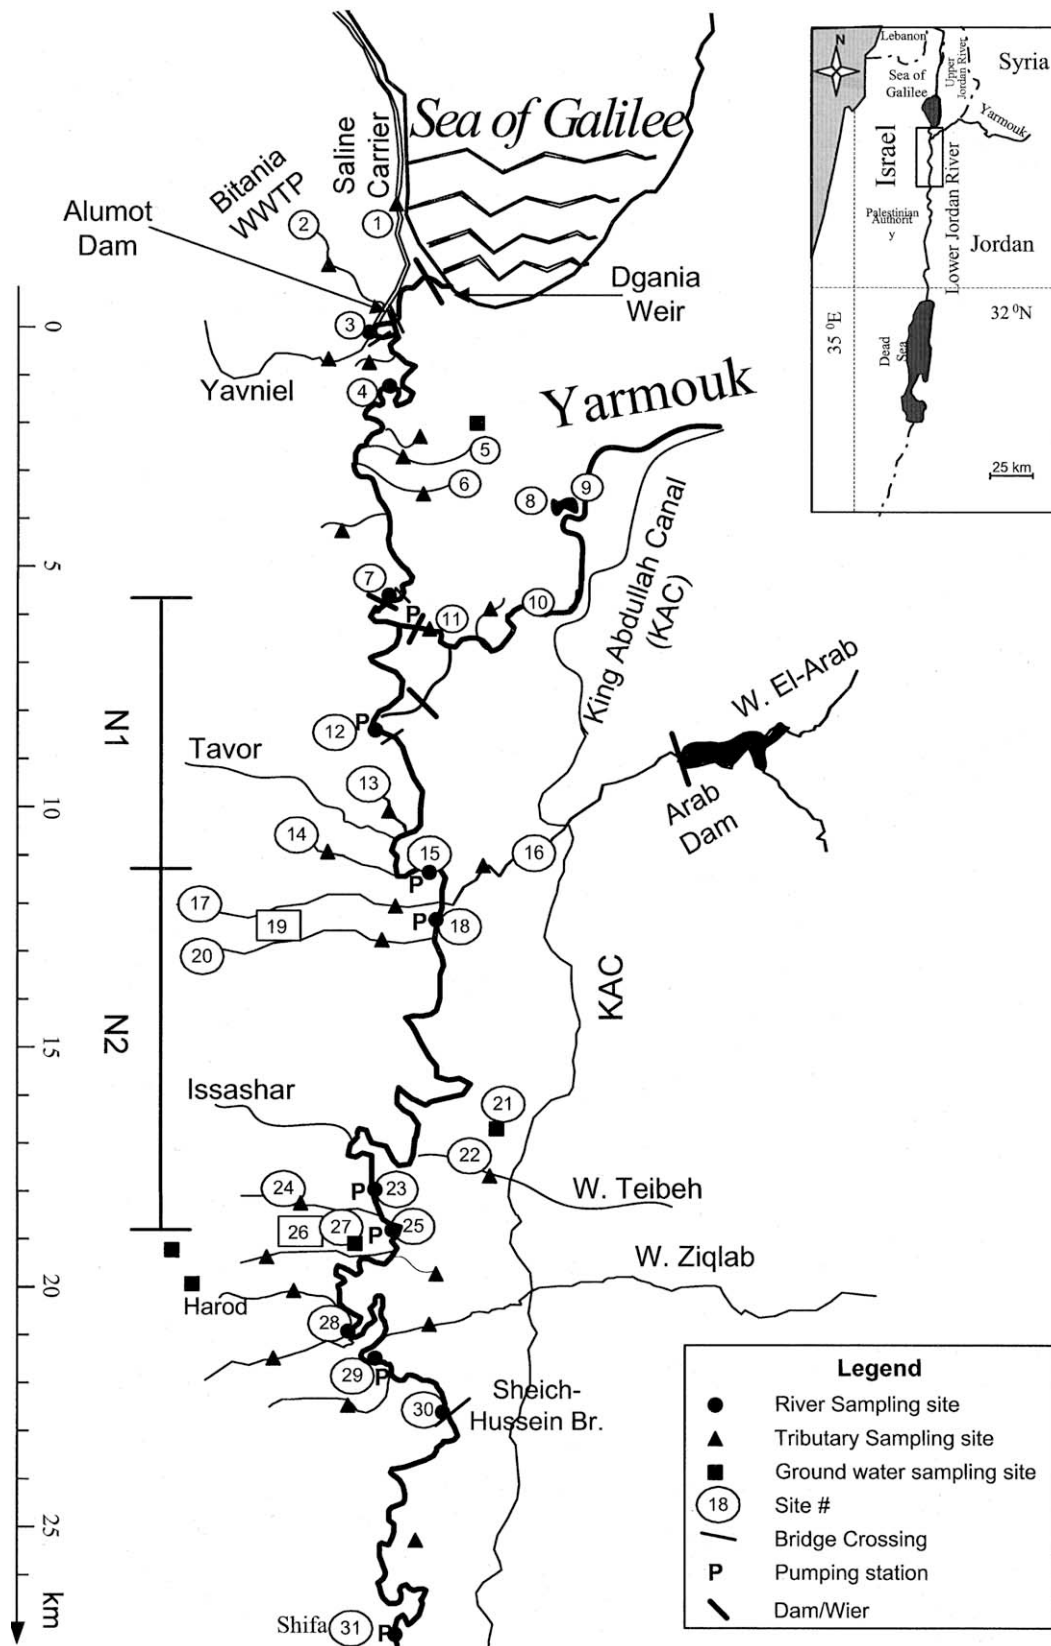 Sea of Galilee
Saline
Carrier
Bitania
WWTP
Alumot
Dam
Dgania
Weir
1
2
3
Yavniel
4
Yarmouk
5
6
7
8
9
10
11
P
King Abdullah Canal
(KAC)
W. El-Arab
Arab
Dam
P
12
Tavor
13
14
15
P
16
17
18
P
19
20
KAC
N1
N2
Issashar
21
22
W. Teibeh
23
P
24
25
P
26
27
W. Ziqlab
Harod
28
29
P
30
Sheich-
Hussein Br.
Shifa
31
P
0
5
10
15
20
25
km
Lebanon
N
Sea of
Galilee
Upper
Jordan River
Syria
Yarmouk
Israel
Palestinian
Authorit
y
Lower Jordan River
Jordan
35 ⁰E
32 ⁰N
Dead
Sea
25 km
Legend
River Sampling site
Tributary Sampling site
Ground water sampling site
18 Site #
Bridge Crossing
P Pumping station
Dam/Wier